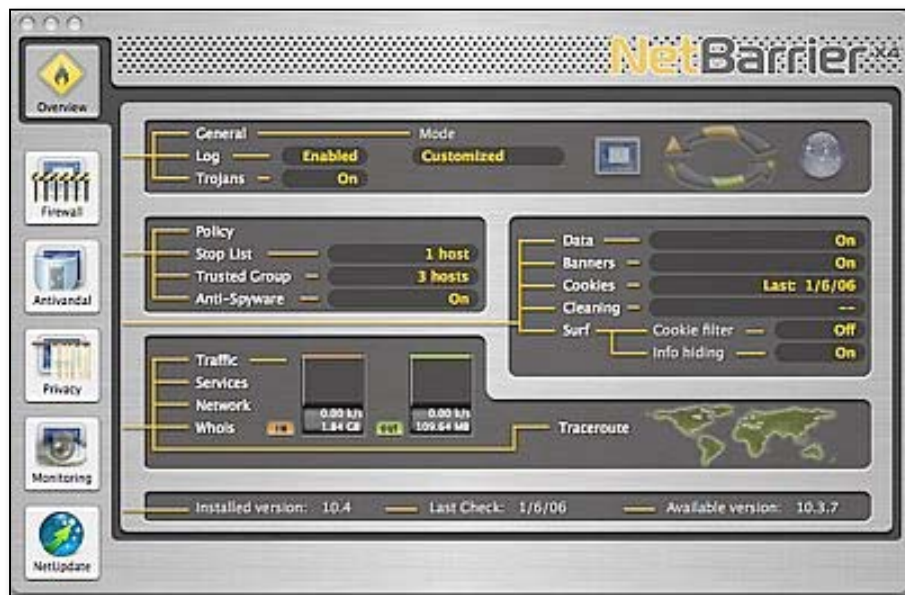 NetBarrier X4
Overview
Firewall
Antivandal
Privacy
Monitoring
NetUpdate
General Mode
Log Enabled Customized
Trojans On
Policy
Stop List 1 host
Trusted Group 3 hosts
Anti-Spyware On
Data On
Banners On
Cookies Last: 1/6/06
Cleaning --
Surf Cookie filter Off
Info hiding On
Traffic
Services
Network
Whois
IN
0.00 k/s
1.84 GB
OUT
0.00 k/s
109.64 MB
Traceroute
Installed version: 10.4 Last Check: 1/6/06 Available version: 10.3.7